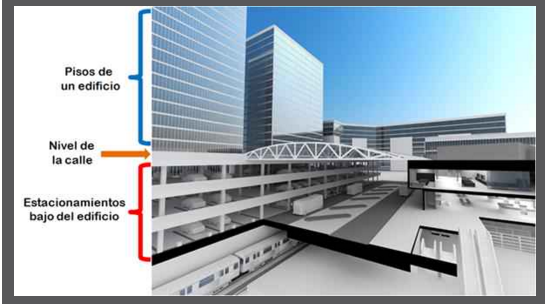 Pisos de
un edificio
Nivel de
la calle
Estacionamientos
bajo del edificio